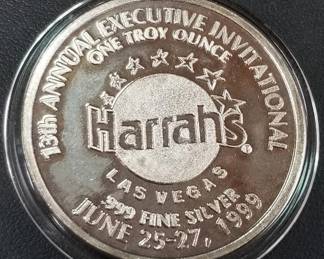 13th ANNUAL EXECUTIVE INVITATIONAL
ONE TROY OUNCE
Harrah's®
LAS VEGAS
.999 FINE SILVER
JUNE 25-27, 1999